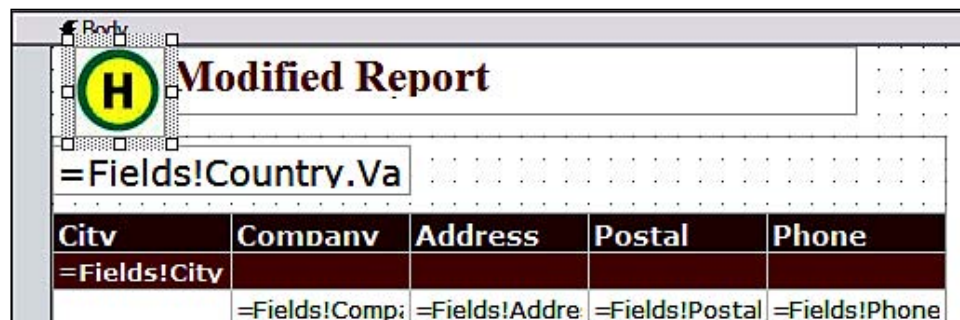 Body
H
Modified Report
=Fields!Country.Va
City Company Address Postal Phone
=Fields!City
=Fields!Compa =Fields!Addre =Fields!Postal =Fields!Phone